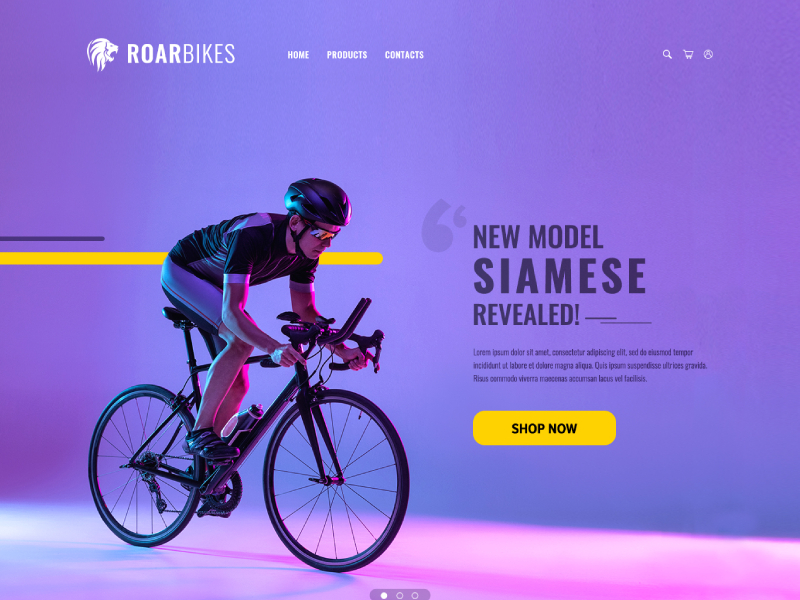 ROARBIKES
HOME PRODUCTS CONTACTS
NEW MODEL
SIAMESE
REVEALED!
Lorem ipsum dolor sit amet, consectetur adipiscing elit, sed do eiusmod tempor
incididunt ut labore et dolore magna aliqua. Quis ipsum suspendisse ultrices gravida.
Risus commodo viverra maecenas accumsan lacus vel facilisis.
SHOP NOW